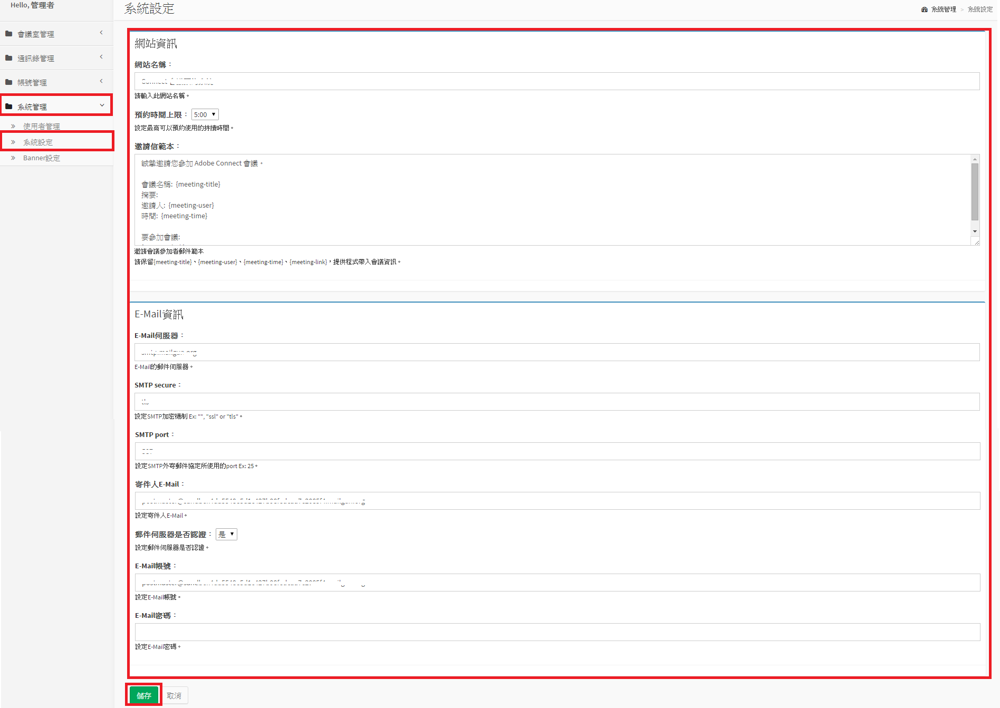 Hello, 管理者
系統設定
系統管理 > 系統設定
會議室管理
通訊錄管理
帳號管理
系統管理
使用者管理
系統設定
Banner設定
網站資訊
網站名稱：
請輸入此網站名稱。
預約時間上限： 5:00
設定最高可以預約使用的持續時間。
邀請信範本：
誠摯邀請您參加 Adobe Connect 會議。
會議名稱: {meeting-title}
摘要:
邀請人: {meeting-user}
時間: {meeting-time}
要參加會議:
邀請會議參加者郵件範本
請保留{meeting-title}、{meeting-user}、{meeting-time}、{meeting-link}，提供程式帶入會議資訊。
E-Mail資訊
E-Mail伺服器：
E-Mail的郵件伺服器。
SMTP secure：
設定SMTP加密機制 Ex: "", "ssl" or "tls"。
SMTP port：
設定SMTP外寄郵件協定所使用的port Ex: 25。
寄件人E-Mail：
設定寄件人E-Mail。
郵件伺服器是否認證： 是
設定郵件伺服器是否認證。
E-Mail帳號：
設定E-Mail帳號。
E-Mail密碼：
設定E-Mail密碼。
儲存 取消